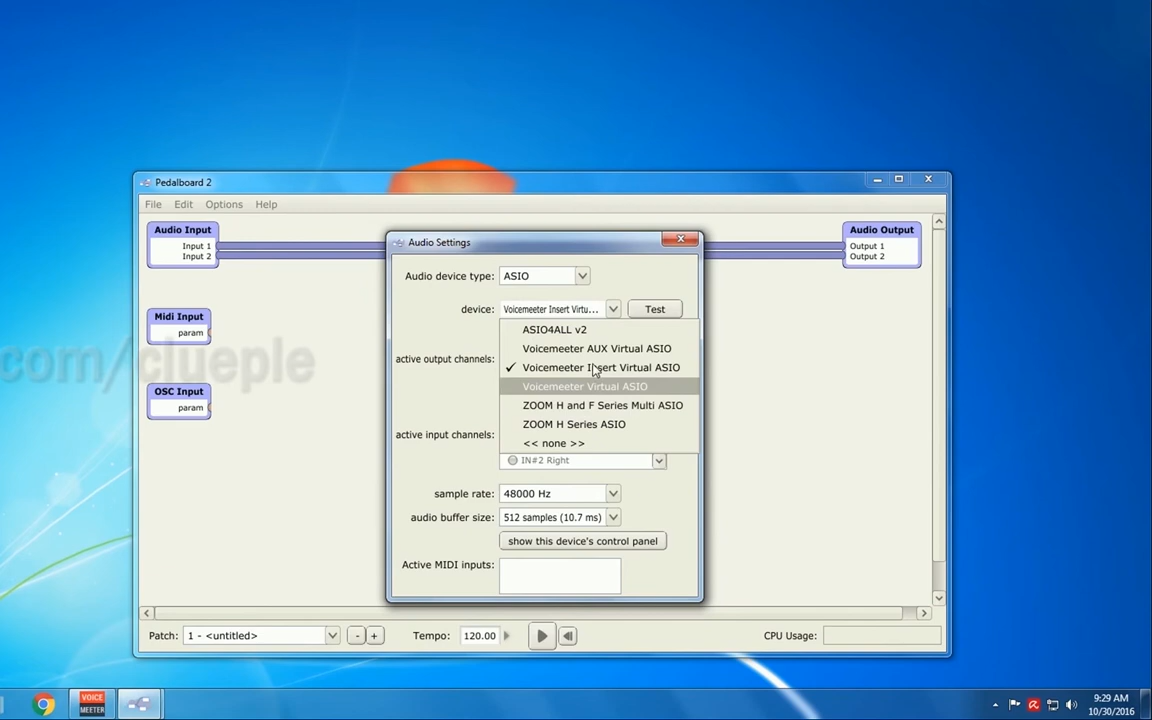 Pedalboard 2
File Edit Options Help
Audio Input
Input 1
Input 2
Midi Input
param
OSC Input
param
Audio Output
Output 1
Output 2
com/clueple
Audio Settings
Audio device type: ASIO
device: Voicemeeter Insert Virtu... Test
ASIO4ALL v2
Voicemeeter AUX Virtual ASIO
Voicemeeter Insert Virtual ASIO
Voicemeeter Virtual ASIO
ZOOM H and F Series Multi ASIO
ZOOM H Series ASIO
<< none >>
active output channels:
active input channels:
IN#2 Right
sample rate: 48000 Hz
audio buffer size: 512 samples (10.7 ms)
show this device's control panel
Active MIDI inputs:
Patch: 1 - <untitled> - + Tempo: 120.00 CPU Usage:
VOICE
MEETER
9:29 AM
10/30/2016